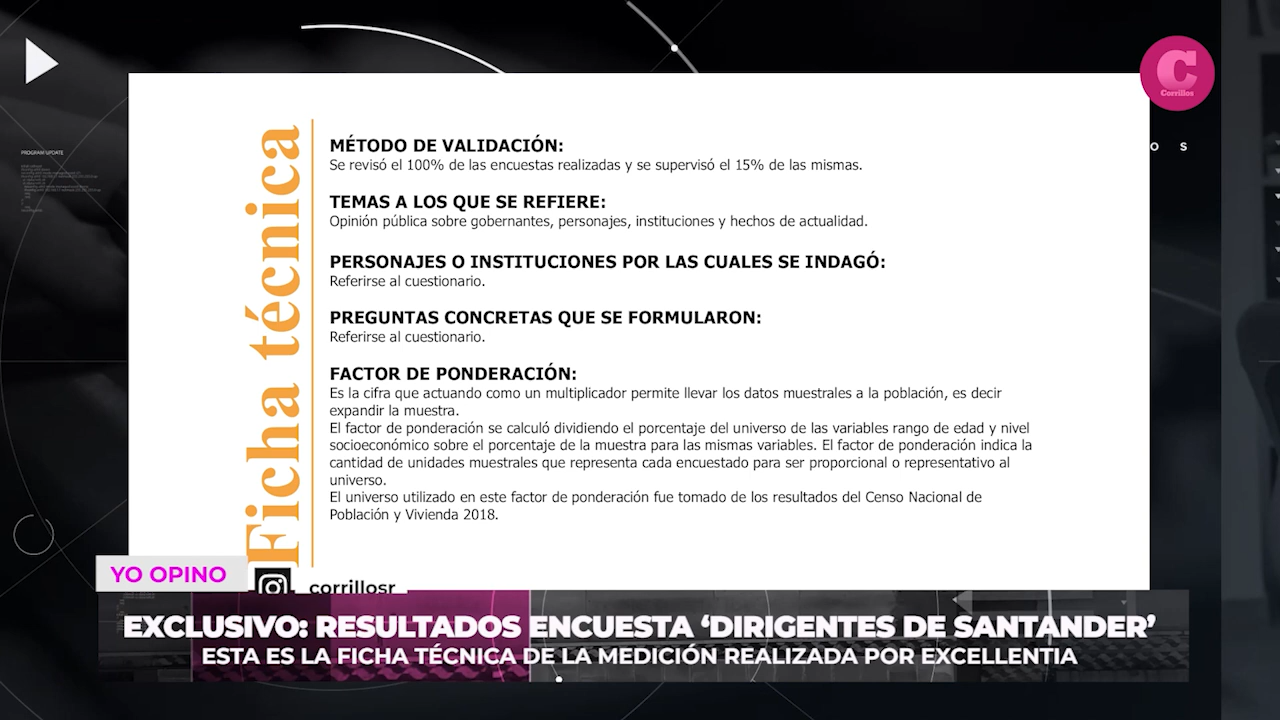 C
Corrillos
PROGRAM UPDATE
O S
Ficha técnica
MÉTODO DE VALIDACIÓN:
Se revisó el 100% de las encuestas realizadas y se supervisó el 15% de las mismas.
TEMAS A LOS QUE SE REFIERE:
Opinión pública sobre gobernantes, personajes, instituciones y hechos de actualidad.
PERSONAJES O INSTITUCIONES POR LAS CUALES SE INDAGÓ:
Referirse al cuestionario.
PREGUNTAS CONCRETAS QUE SE FORMULARON:
Referirse al cuestionario.
FACTOR DE PONDERACIÓN:
Es la cifra que actuando como un multiplicador permite llevar los datos muestrales a la población, es decir
expandir la muestra.
El factor de ponderación se calculó dividiendo el porcentaje del universo de las variables rango de edad y nivel
socioeconómico sobre el porcentaje de la muestra para las mismas variables. El factor de ponderación indica la
cantidad de unidades muestrales que representa cada encuestado para ser proporcional o representativo al
universo.
El universo utilizado en este factor de ponderación fue tomado de los resultados del Censo Nacional de
Población y Vivienda 2018.
YO OPINO
corrillosr
EXCLUSIVO: RESULTADOS ENCUESTA ‘DIRIGENTES DE SANTANDER’
ESTA ES LA FICHA TÉCNICA DE LA MEDICIÓN REALIZADA POR EXCELLENTIA